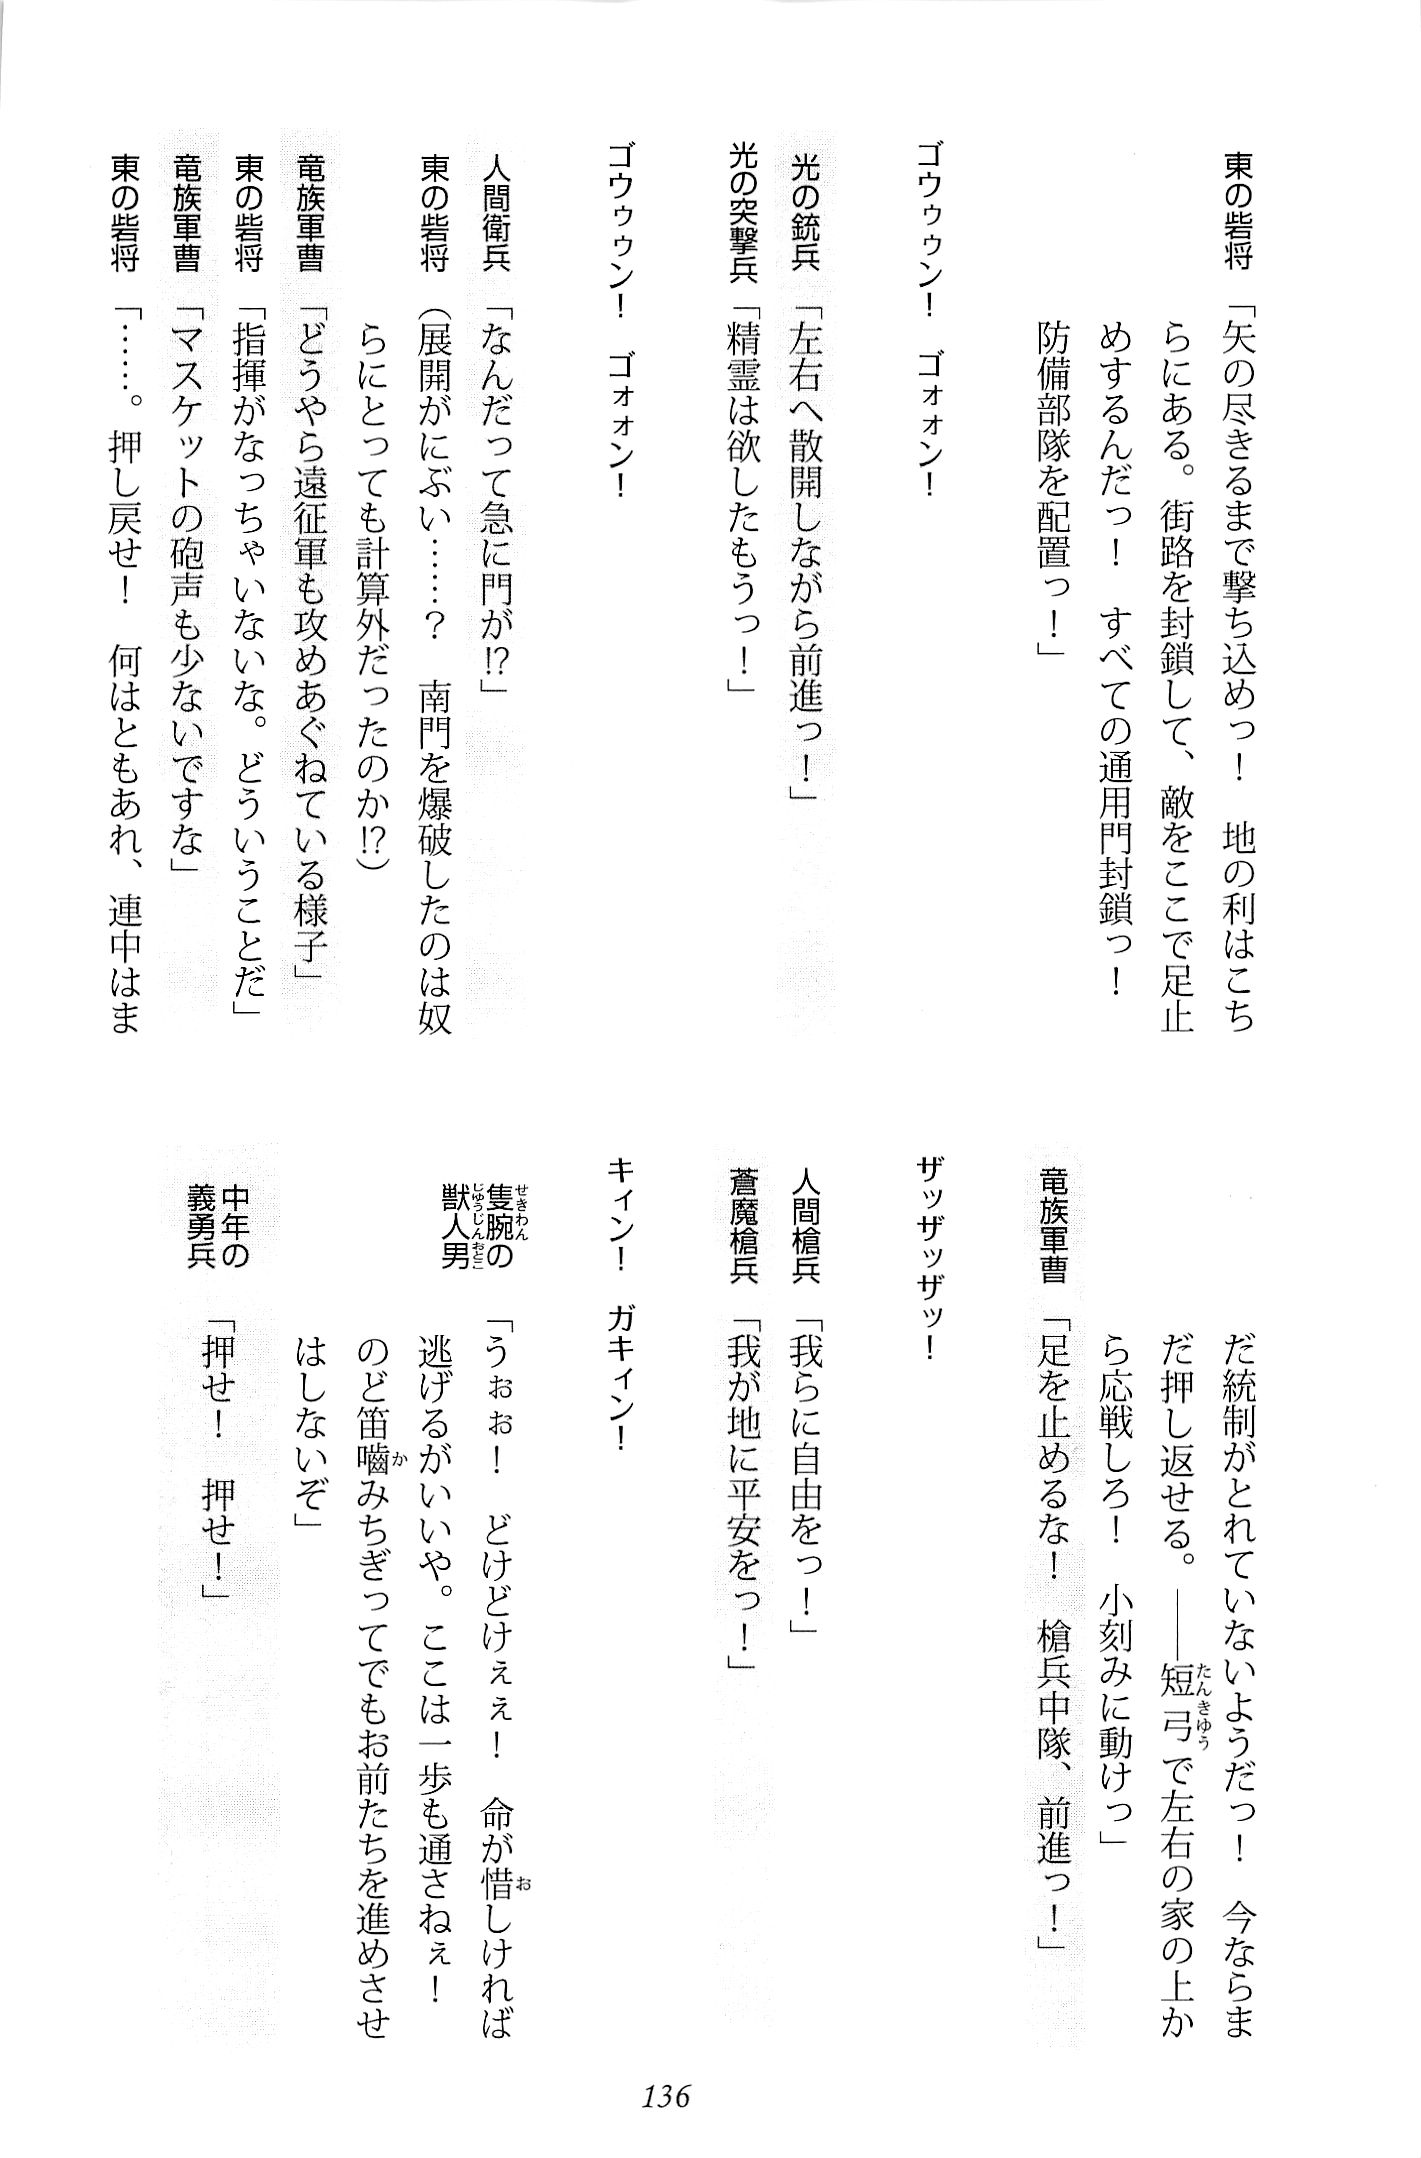 東の砦将「矢の尽きるまで撃ち込めっ！　地の利はこち
らにある。街路を封鎖して、敵をここで足止
めするんだっ！　すべての通用門封鎖っ！
防備部隊を配置っ！」
ゴウゥゥン！　ゴォォン！
光の銃兵「左右へ散開しながら前進っ！」
光の突撃兵「精霊は欲したもうっ！」
ゴウゥゥン！　ゴォォン！
人間衛兵「なんだって急に門が!?」
東の砦将（展開がにぶい……？　南門を爆破したのは奴
らにとっても計算外だったのか!?）
竜族軍曹「どうやら遠征軍も攻めあぐねている様子」
東の砦将「指揮がなっちゃいないな。どういうことだ」
竜族軍曹「マスケットの砲声も少ないですな」
東の砦将「……。押し戻せ！　何はともあれ、連中はま
だ統制がとれていないようだっ！　今ならま
だ押し返せる。――短弓で左右の家の上か
たんきゆう
ら応戦しろ！　小刻みに動けっ」
竜族軍曹「足を止めるな！　槍兵中隊、前進っ！」
ザッザッザッ！
人間槍兵「我らに自由をっ！」
蒼魔槍兵「我が地に平安をっ！」
キィン！　ガキィン！
せきわん
隻腕の
じゅうじんおとこ
獣人男
「うぉぉ！　どけどけぇぇ！　命が惜しければ
お
逃げるがいいや。ここは一歩も通さねぇ！
のど笛嚙みちぎってでもお前たちを進めさせ
か
はしないぞ」
中年の
義勇兵
「押せ！　押せ！」
136